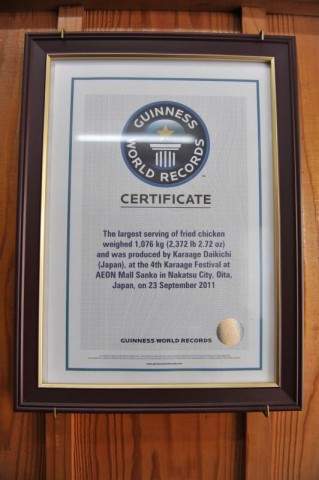 GUINNESS
WORLD RECORDS
CERTIFICATE
The largest serving of fried chicken
weighed 1,076 kg (2,372 lb 2.72 oz)
and was produced by Karaage Daikichi
(Japan), at the 4th Karaage Festival at
AEON Mall Sanko in Nakatsu City, Oita,
Japan, on 23 September 2011
GUINNESS WORLD RECORDS